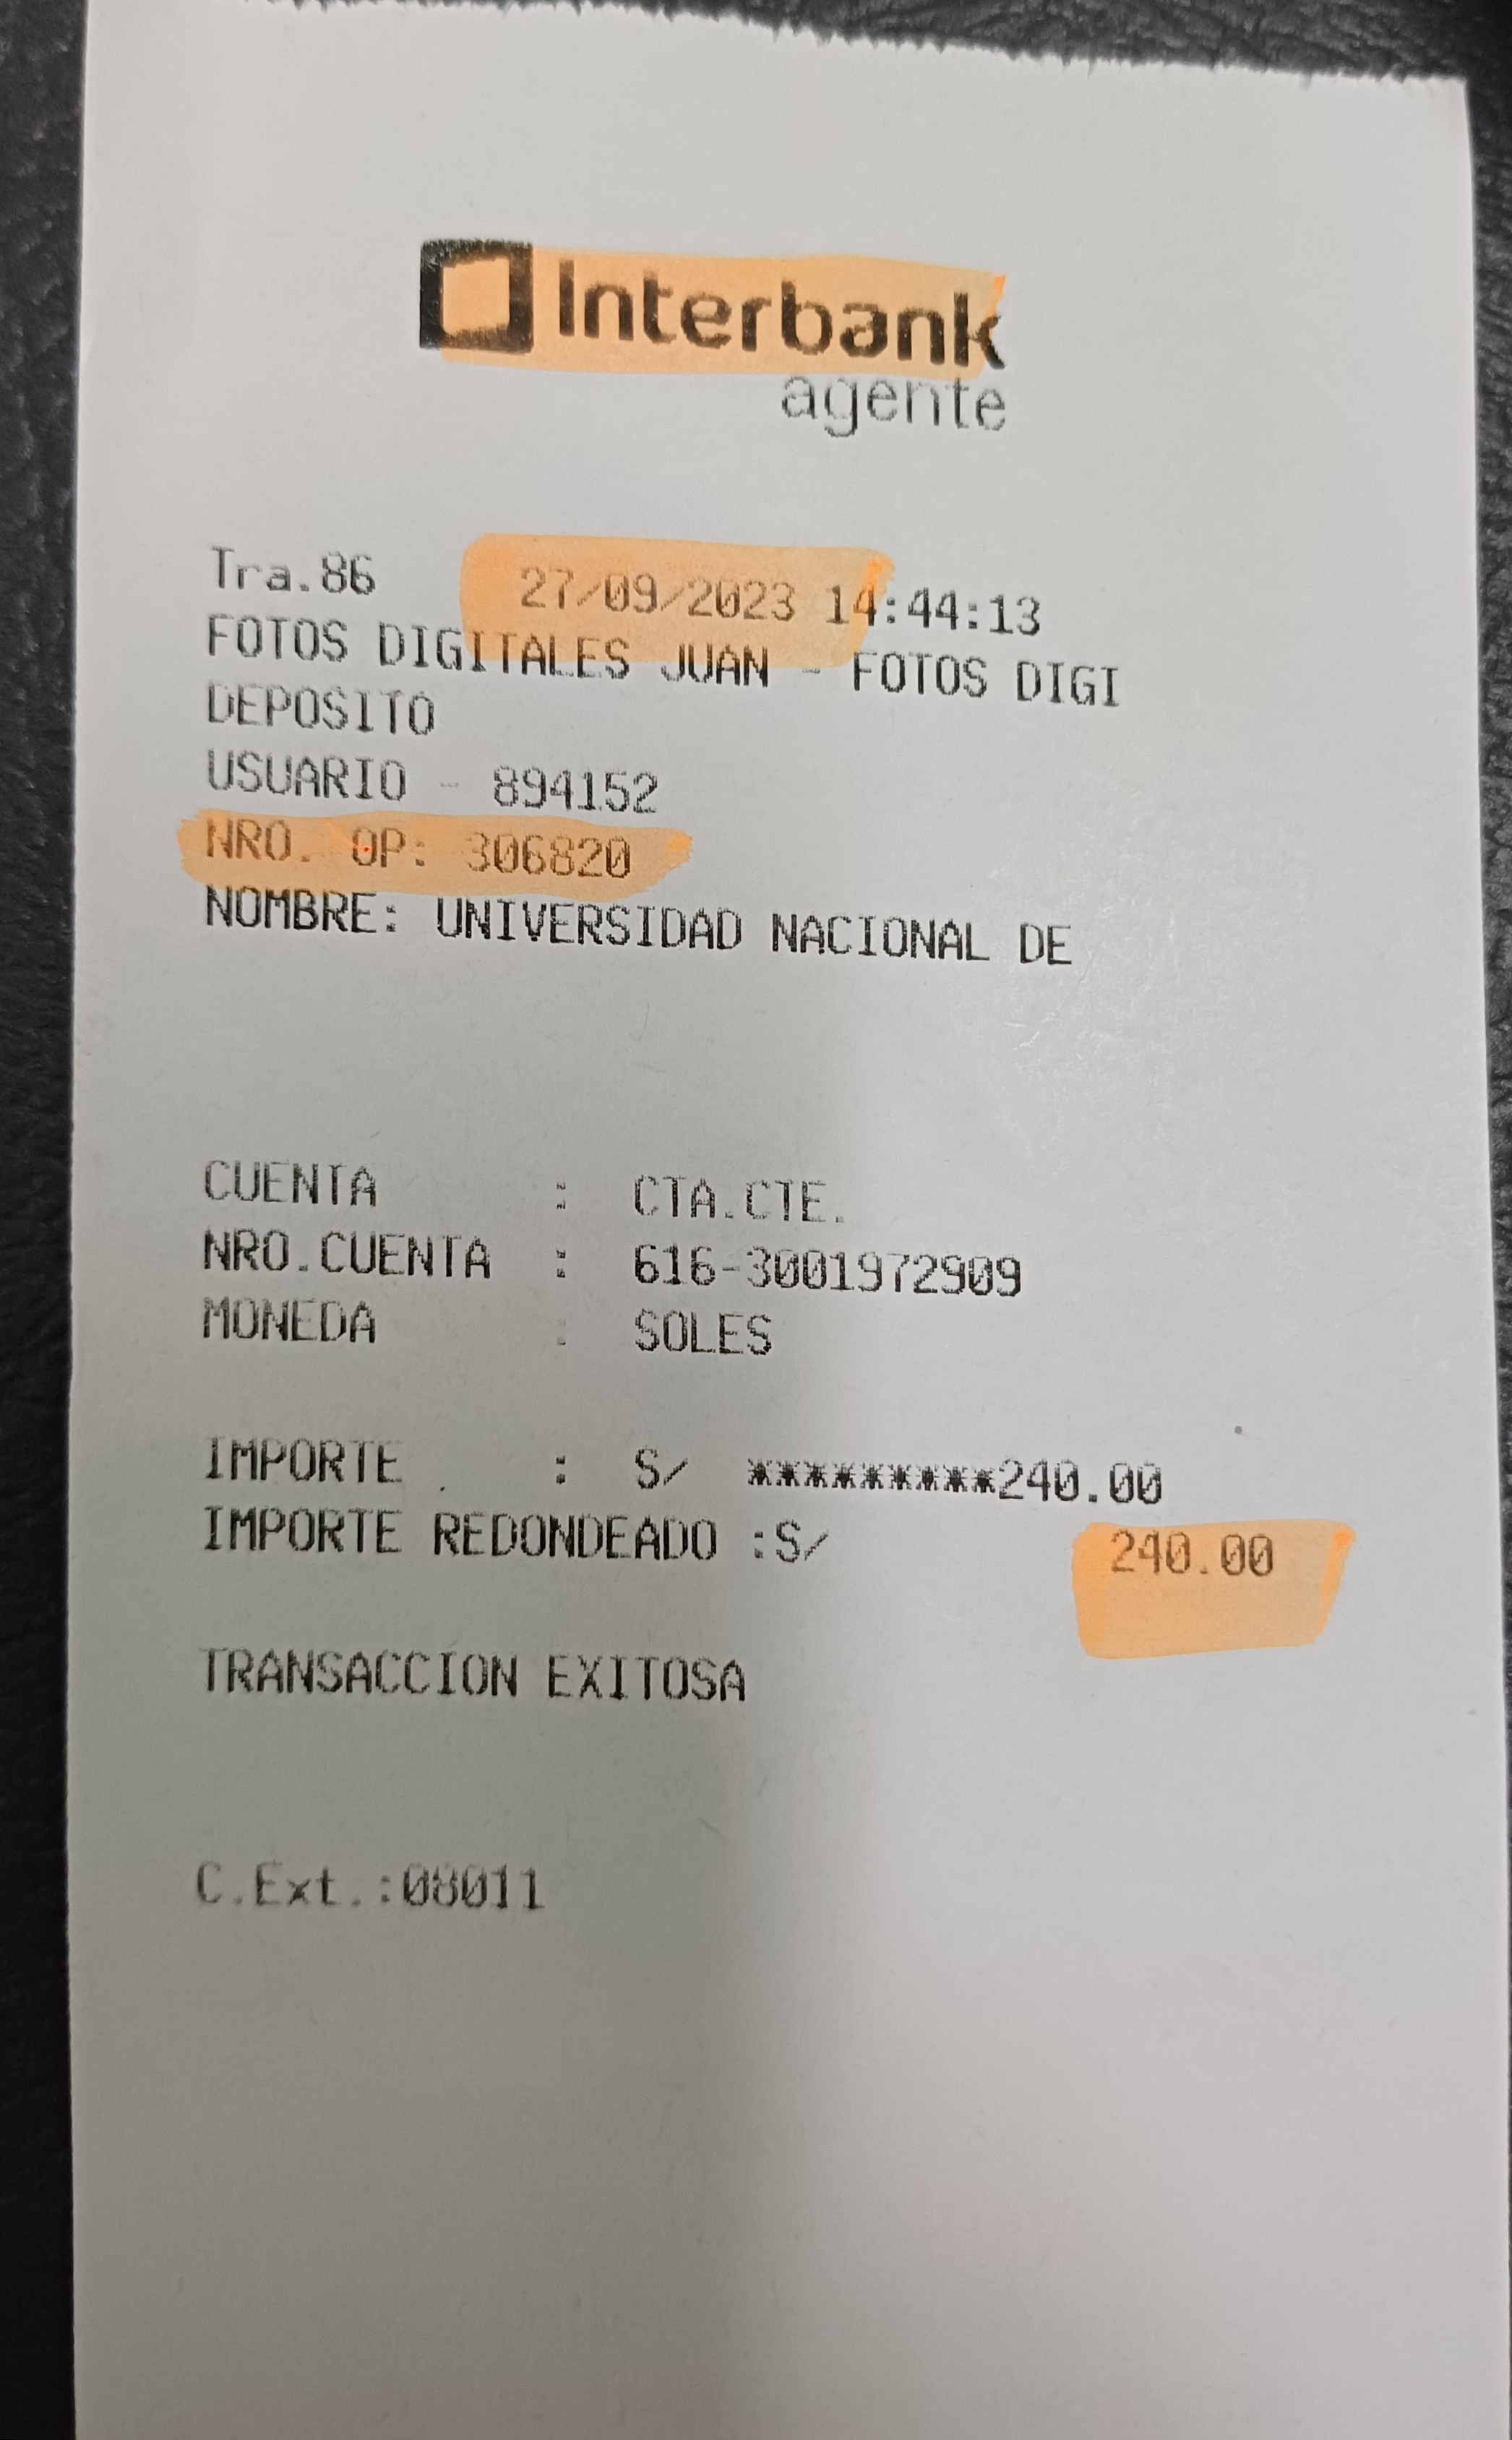 Interbank
agente
Tra.86 27/09/2023 14:44:13
FOTOS DIGITALES JUAN - FOTOS DIGI
DEPOSITO
USUARIO - 894152
NRO. OP: 306820
NOMBRE: UNIVERSIDAD NACIONAL DE
CUENTA : CTA.CTE.
NRO.CUENTA : 616-3001972909
MONEDA : SOLES
IMPORTE : S/ *********240.00
IMPORTE REDONDEADO :S/ 240.00
TRANSACCION EXITOSA
C.Ext.:08011